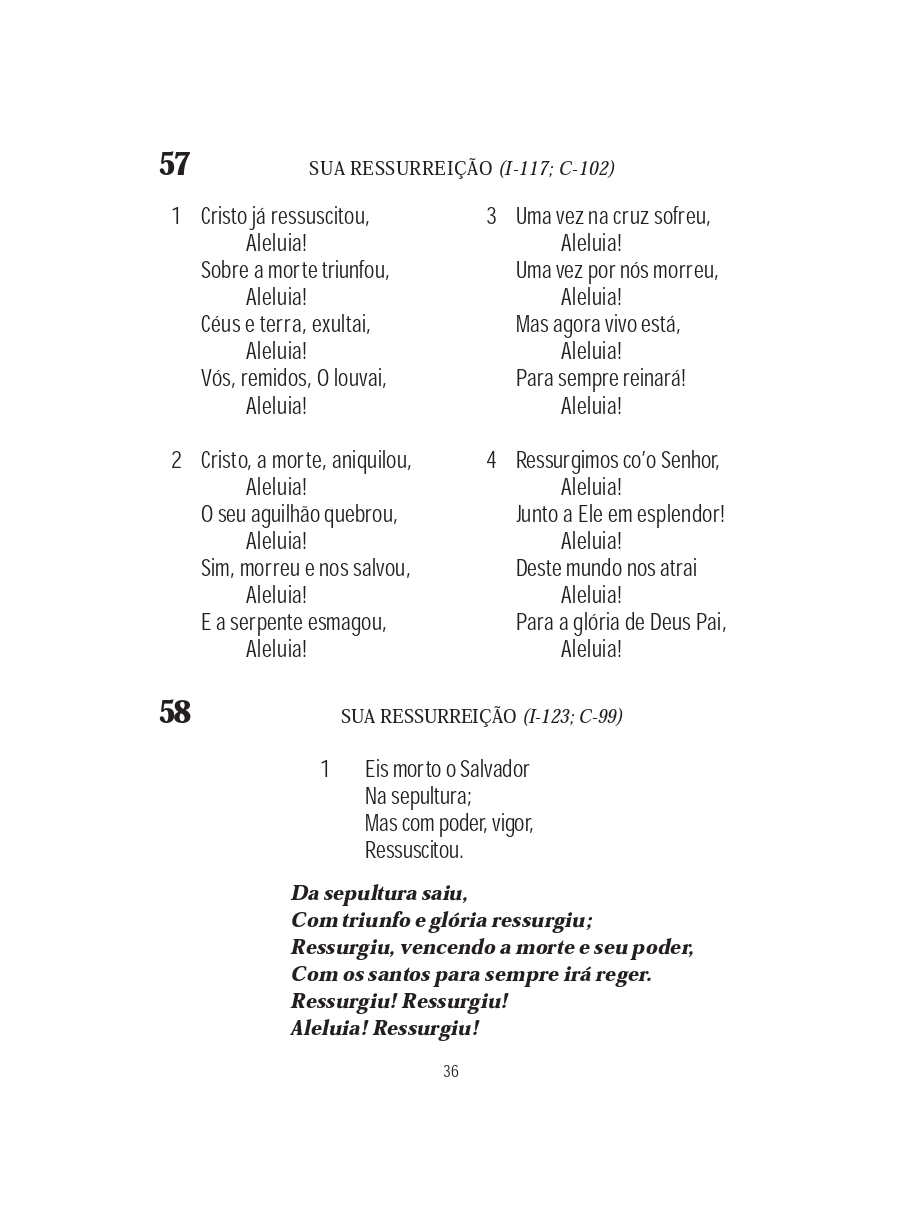 57 SUA RESSURREIÇÃO (I-117; C-102)
1 Cristo já ressuscitou,
Aleluia!
Sobre a morte triunfou,
Aleluia!
Céus e terra, exultai,
Aleluia!
Vós, remidos, O louvai,
Aleluia!
2 Cristo, a morte, aniquilou,
Aleluia!
O seu aguilhão quebrou,
Aleluia!
Sim, morreu e nos salvou,
Aleluia!
E a serpente esmagou,
Aleluia!
3 Uma vez na cruz sofreu,
Aleluia!
Uma vez por nós morreu,
Aleluia!
Mas agora vivo está,
Aleluia!
Para sempre reinará!
Aleluia!
4 Ressurgimos co’o Senhor,
Aleluia!
Junto a Ele em esplendor!
Aleluia!
Deste mundo nos atrai
Aleluia!
Para a glória de Deus Pai,
Aleluia!
58 SUA RESSURREIÇÃO (I-123; C-99)
1 Eis morto o Salvador
Na sepultura;
Mas com poder, vigor,
Ressuscitou.
Da sepultura saiu,
Com triunfo e glória ressurgiu;
Ressurgiu, vencendo a morte e seu poder,
Com os santos para sempre irá reger.
Ressurgiu! Ressurgiu!
Aleluia! Ressurgiu!
36